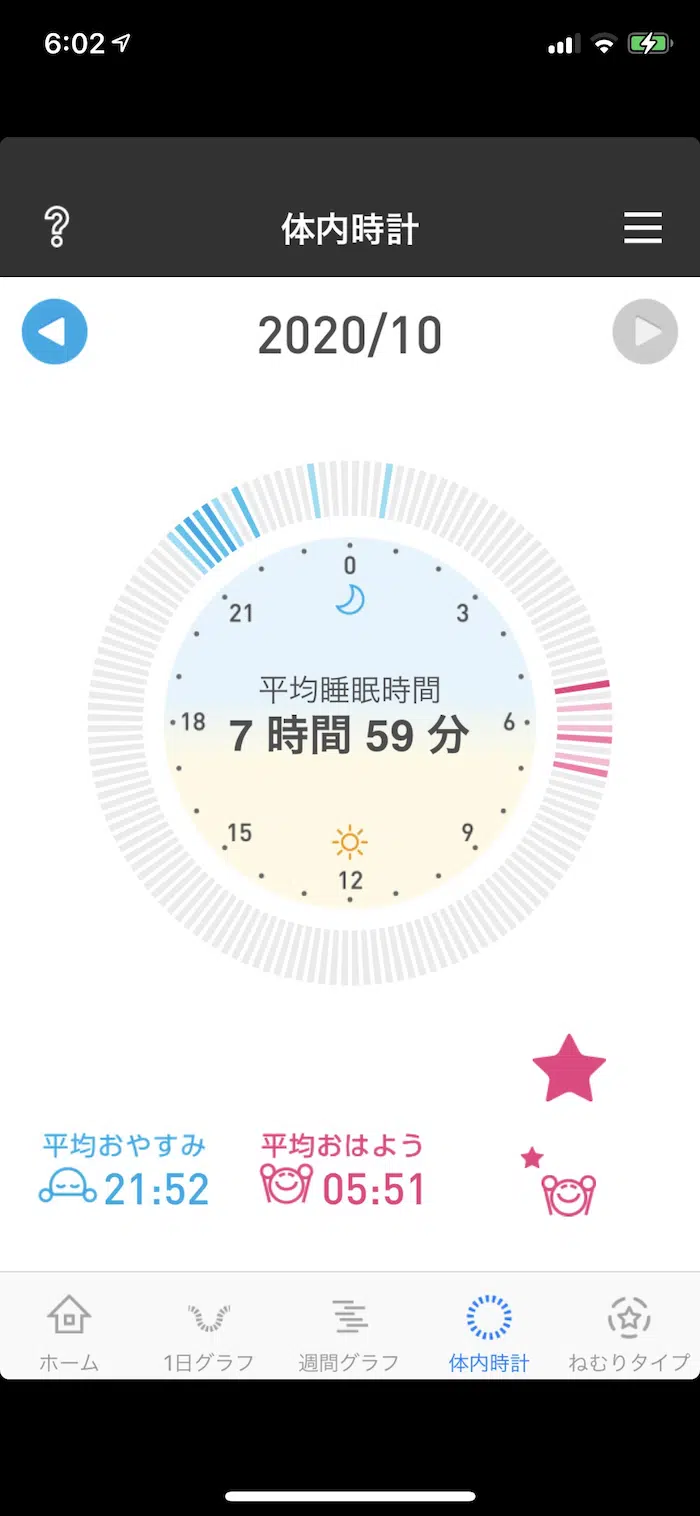 6:02
体内時計
2020/10
0
21
3
平均睡眠時間
18
7 時間 59 分
6
15
9
12
平均おやすみ
21:52
平均おはよう
05:51
ホーム
1日グラフ
週間グラフ
体内時計
ねむりタイプ